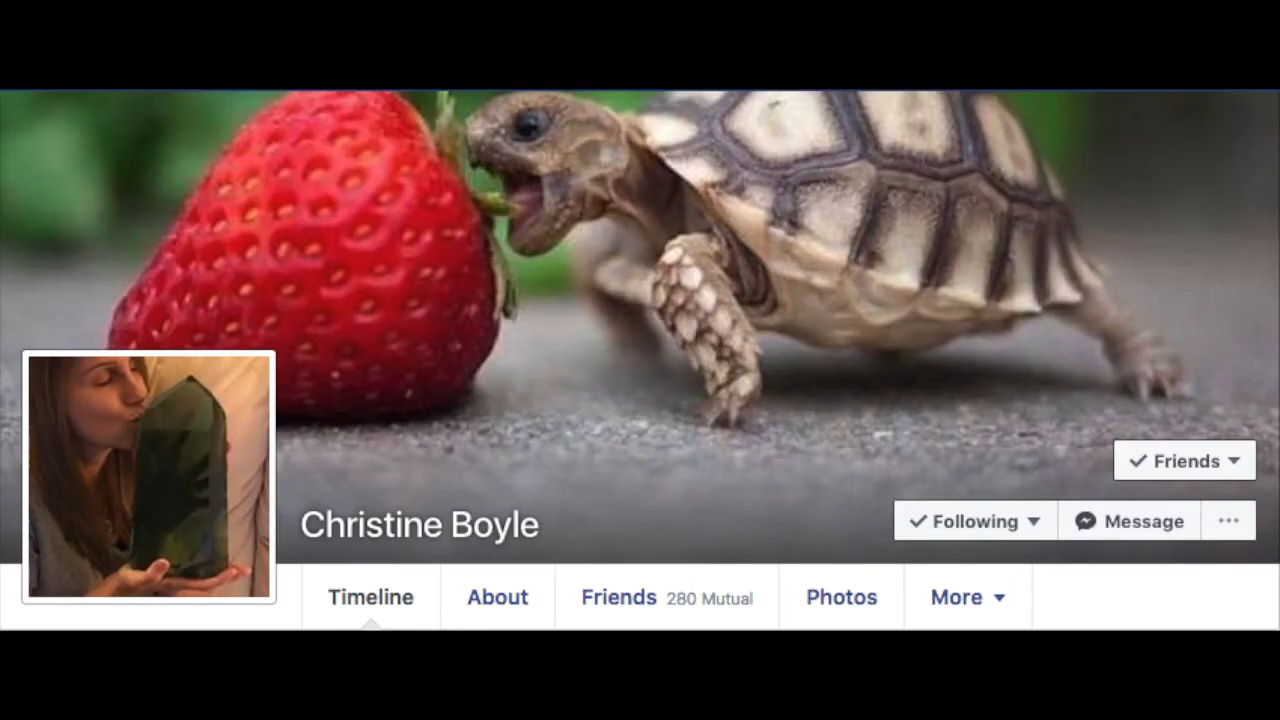 Friends
Christine Boyle
Following
Message
Timeline
About
Friends 280 Mutual
Photos
More